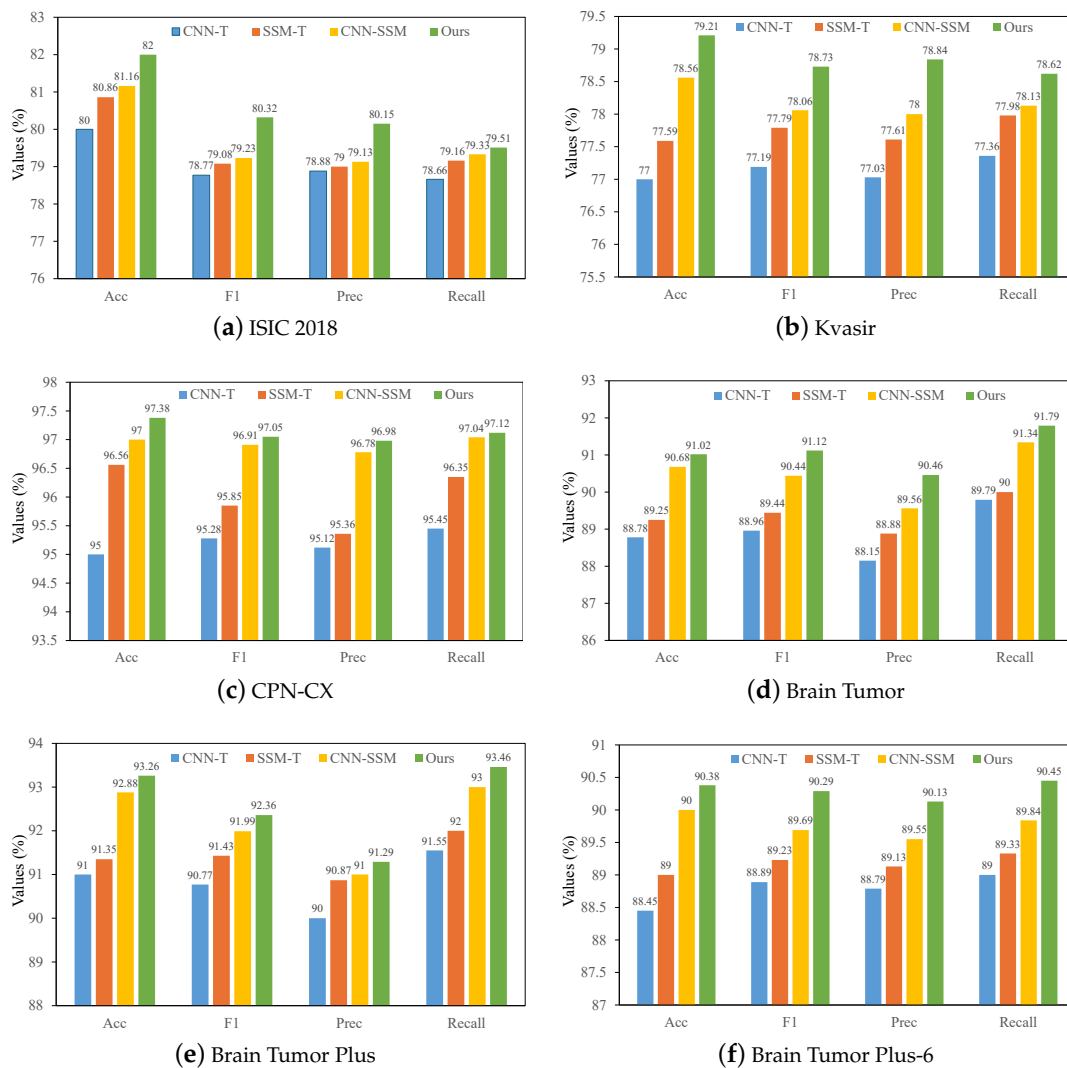 CNN-T SSM-T CNN-SSM Ours
Values (%)
83
82
81
80
79
78
77
76
80 80.86 81.16 82
78.77 79.08 79.23 80.32
78.88 79 79.13 80.15
78.66 79.16 79.33 79.51
Acc F1 Prec Recall
(a) ISIC 2018
CNN-T SSM-T CNN-SSM Ours
Values (%)
79.5
79
78.5
78
77.5
77
76.5
76
75.5
77 77.59 78.56 79.21
77.19 77.79 78.06 78.73
77.03 77.61 78 78.84
77.36 77.98 78.13 78.62
Acc F1 Prec Recall
(b) Kvasir
CNN-T SSM-T CNN-SSM Ours
Values (%)
98
97.5
97
96.5
96
95.5
95
94.5
94
93.5
95 96.56 97 97.38
95.28 95.85 96.91 97.05
95.12 95.36 96.78 96.98
95.45 96.35 97.04 97.12
Acc F1 Prec Recall
(c) CPN-CX
CNN-T SSM-T CNN-SSM Ours
Values (%)
93
92
91
90
89
88
87
86
88.78 89.25 90.68 91.02
88.96 89.44 90.44 91.12
88.15 88.88 89.56 90.46
89.79 90 91.34 91.79
Acc F1 Prec Recall
(d) Brain Tumor
CNN-T SSM-T CNN-SSM Ours
Values (%)
94
93
92
91
90
89
88
91 91.35 92.88 93.26
90.77 91.43 91.99 92.36
90 90.87 91 91.29
91.55 92 93 93.46
Acc F1 Prec Recall
(e) Brain Tumor Plus
CNN-T SSM-T CNN-SSM Ours
Values (%)
91
90.5
90
89.5
89
88.5
88
87.5
87
88.45 89 90 90.38
88.89 89.23 89.69 90.29
88.79 89.13 89.55 90.13
89 89.33 89.84 90.45
Acc F1 Prec Recall
(f) Brain Tumor Plus-6